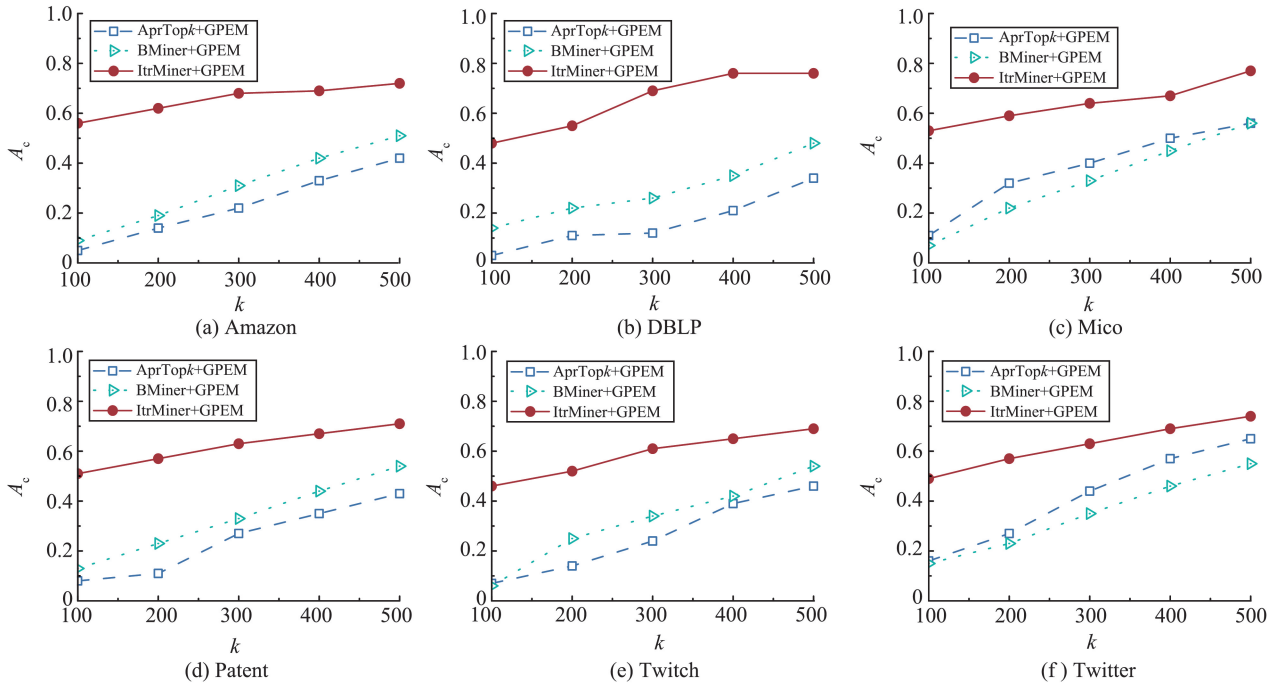 1.0
0.8
0.6
0.4
0.2
0
A_c
AprTopk+GPEM
BMiner+GPEM
ItrMiner+GPEM
100 200 300 400 500
k
(a) Amazon
1.0
0.8
0.6
0.4
0.2
0
A_c
AprTopk+GPEM
BMiner+GPEM
ItrMiner+GPEM
100 200 300 400 500
k
(b) DBLP
1.0
0.8
0.6
0.4
0.2
0
A_c
AprTopk+GPEM
BMiner+GPEM
ItrMiner+GPEM
100 200 300 400 500
k
(c) Mico
1.0
0.8
0.6
0.4
0.2
0
A_c
AprTopk+GPEM
BMiner+GPEM
ItrMiner+GPEM
100 200 300 400 500
k
(d) Patent
1.0
0.8
0.6
0.4
0.2
0
A_c
AprTopk+GPEM
BMiner+GPEM
ItrMiner+GPEM
100 200 300 400 500
k
(e) Twitch
1.0
0.8
0.6
0.4
0.2
0
A_c
AprTopk+GPEM
BMiner+GPEM
ItrMiner+GPEM
100 200 300 400 500
k
(f) Twitter